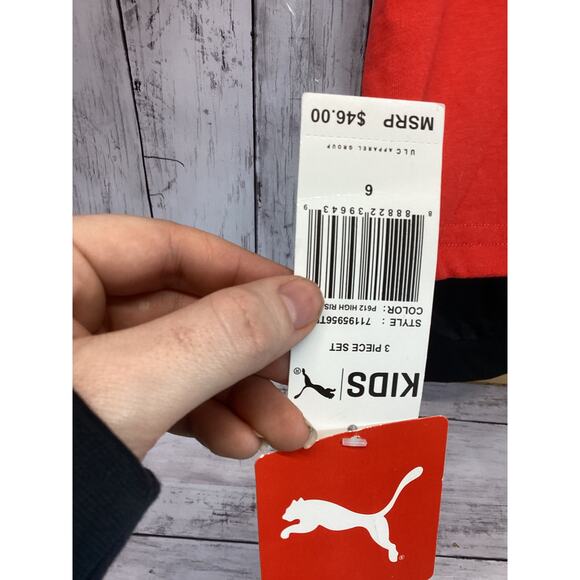 KIDS
®
3 PIECE SET
STYLE :
COLOR: P612 HIGH RIS
8 88822 39643 9
6
ULC APPAREL GROUP
MSRP $46.00
®